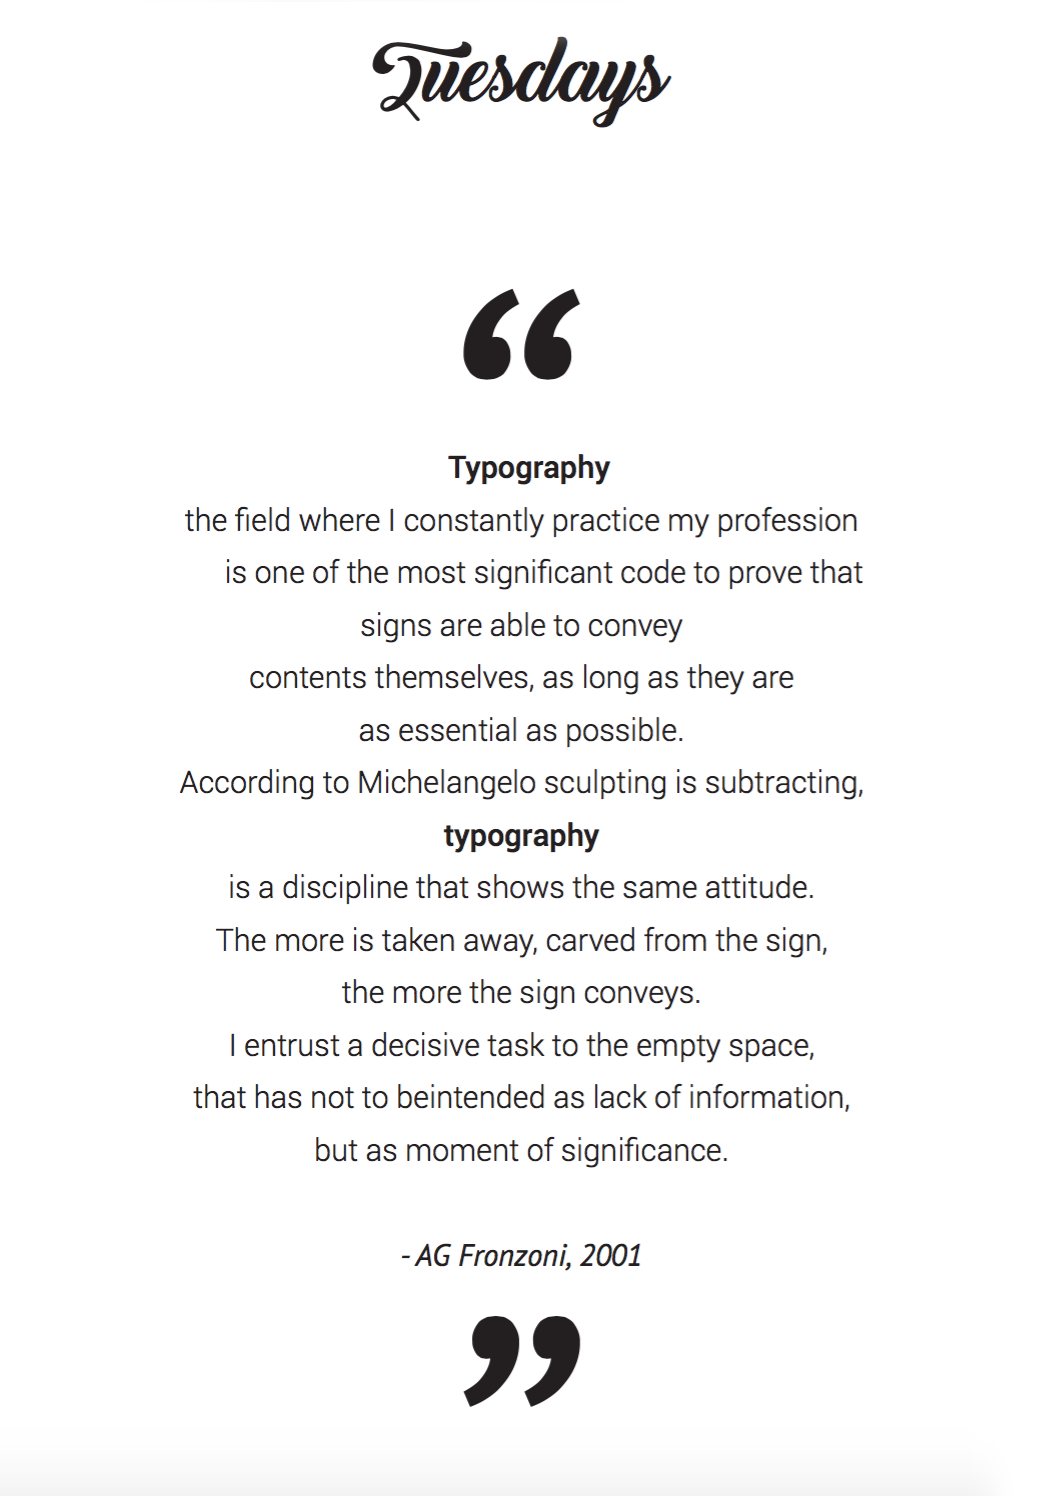 Tuesdays
“
Typography
the field where I constantly practice my profession
is one of the most significant code to prove that
signs are able to convey
contents themselves, as long as they are
as essential as possible.
According to Michelangelo sculpting is subtracting,
typography
is a discipline that shows the same attitude.
The more is taken away, carved from the sign,
the more the sign conveys.
I entrust a decisive task to the empty space,
that has not to beintended as lack of information,
but as moment of significance.
- AG Fronzoni, 2001
”